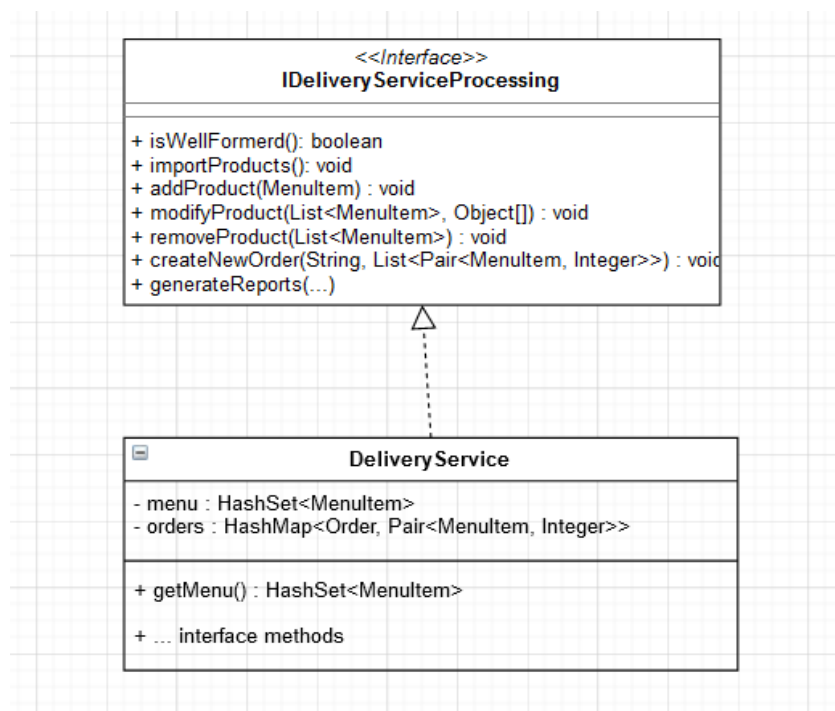 <<Interface>>
IDeliveryServiceProcessing
+ isWellFormerd(): boolean
+ importProducts(): void
+ addProduct(MenuItem) : void
+ modifyProduct(List<MenuItem>, Object[]) : void
+ removeProduct(List<MenuItem>) : void
+ createNewOrder(String, List<Pair<MenuItem, Integer>>) : void
+ generateReports(...)
DeliveryService
- menu : HashSet<MenuItem>
- orders : HashMap<Order, Pair<MenuItem, Integer>>
+ getMenu() : HashSet<MenuItem>
+ ... interface methods